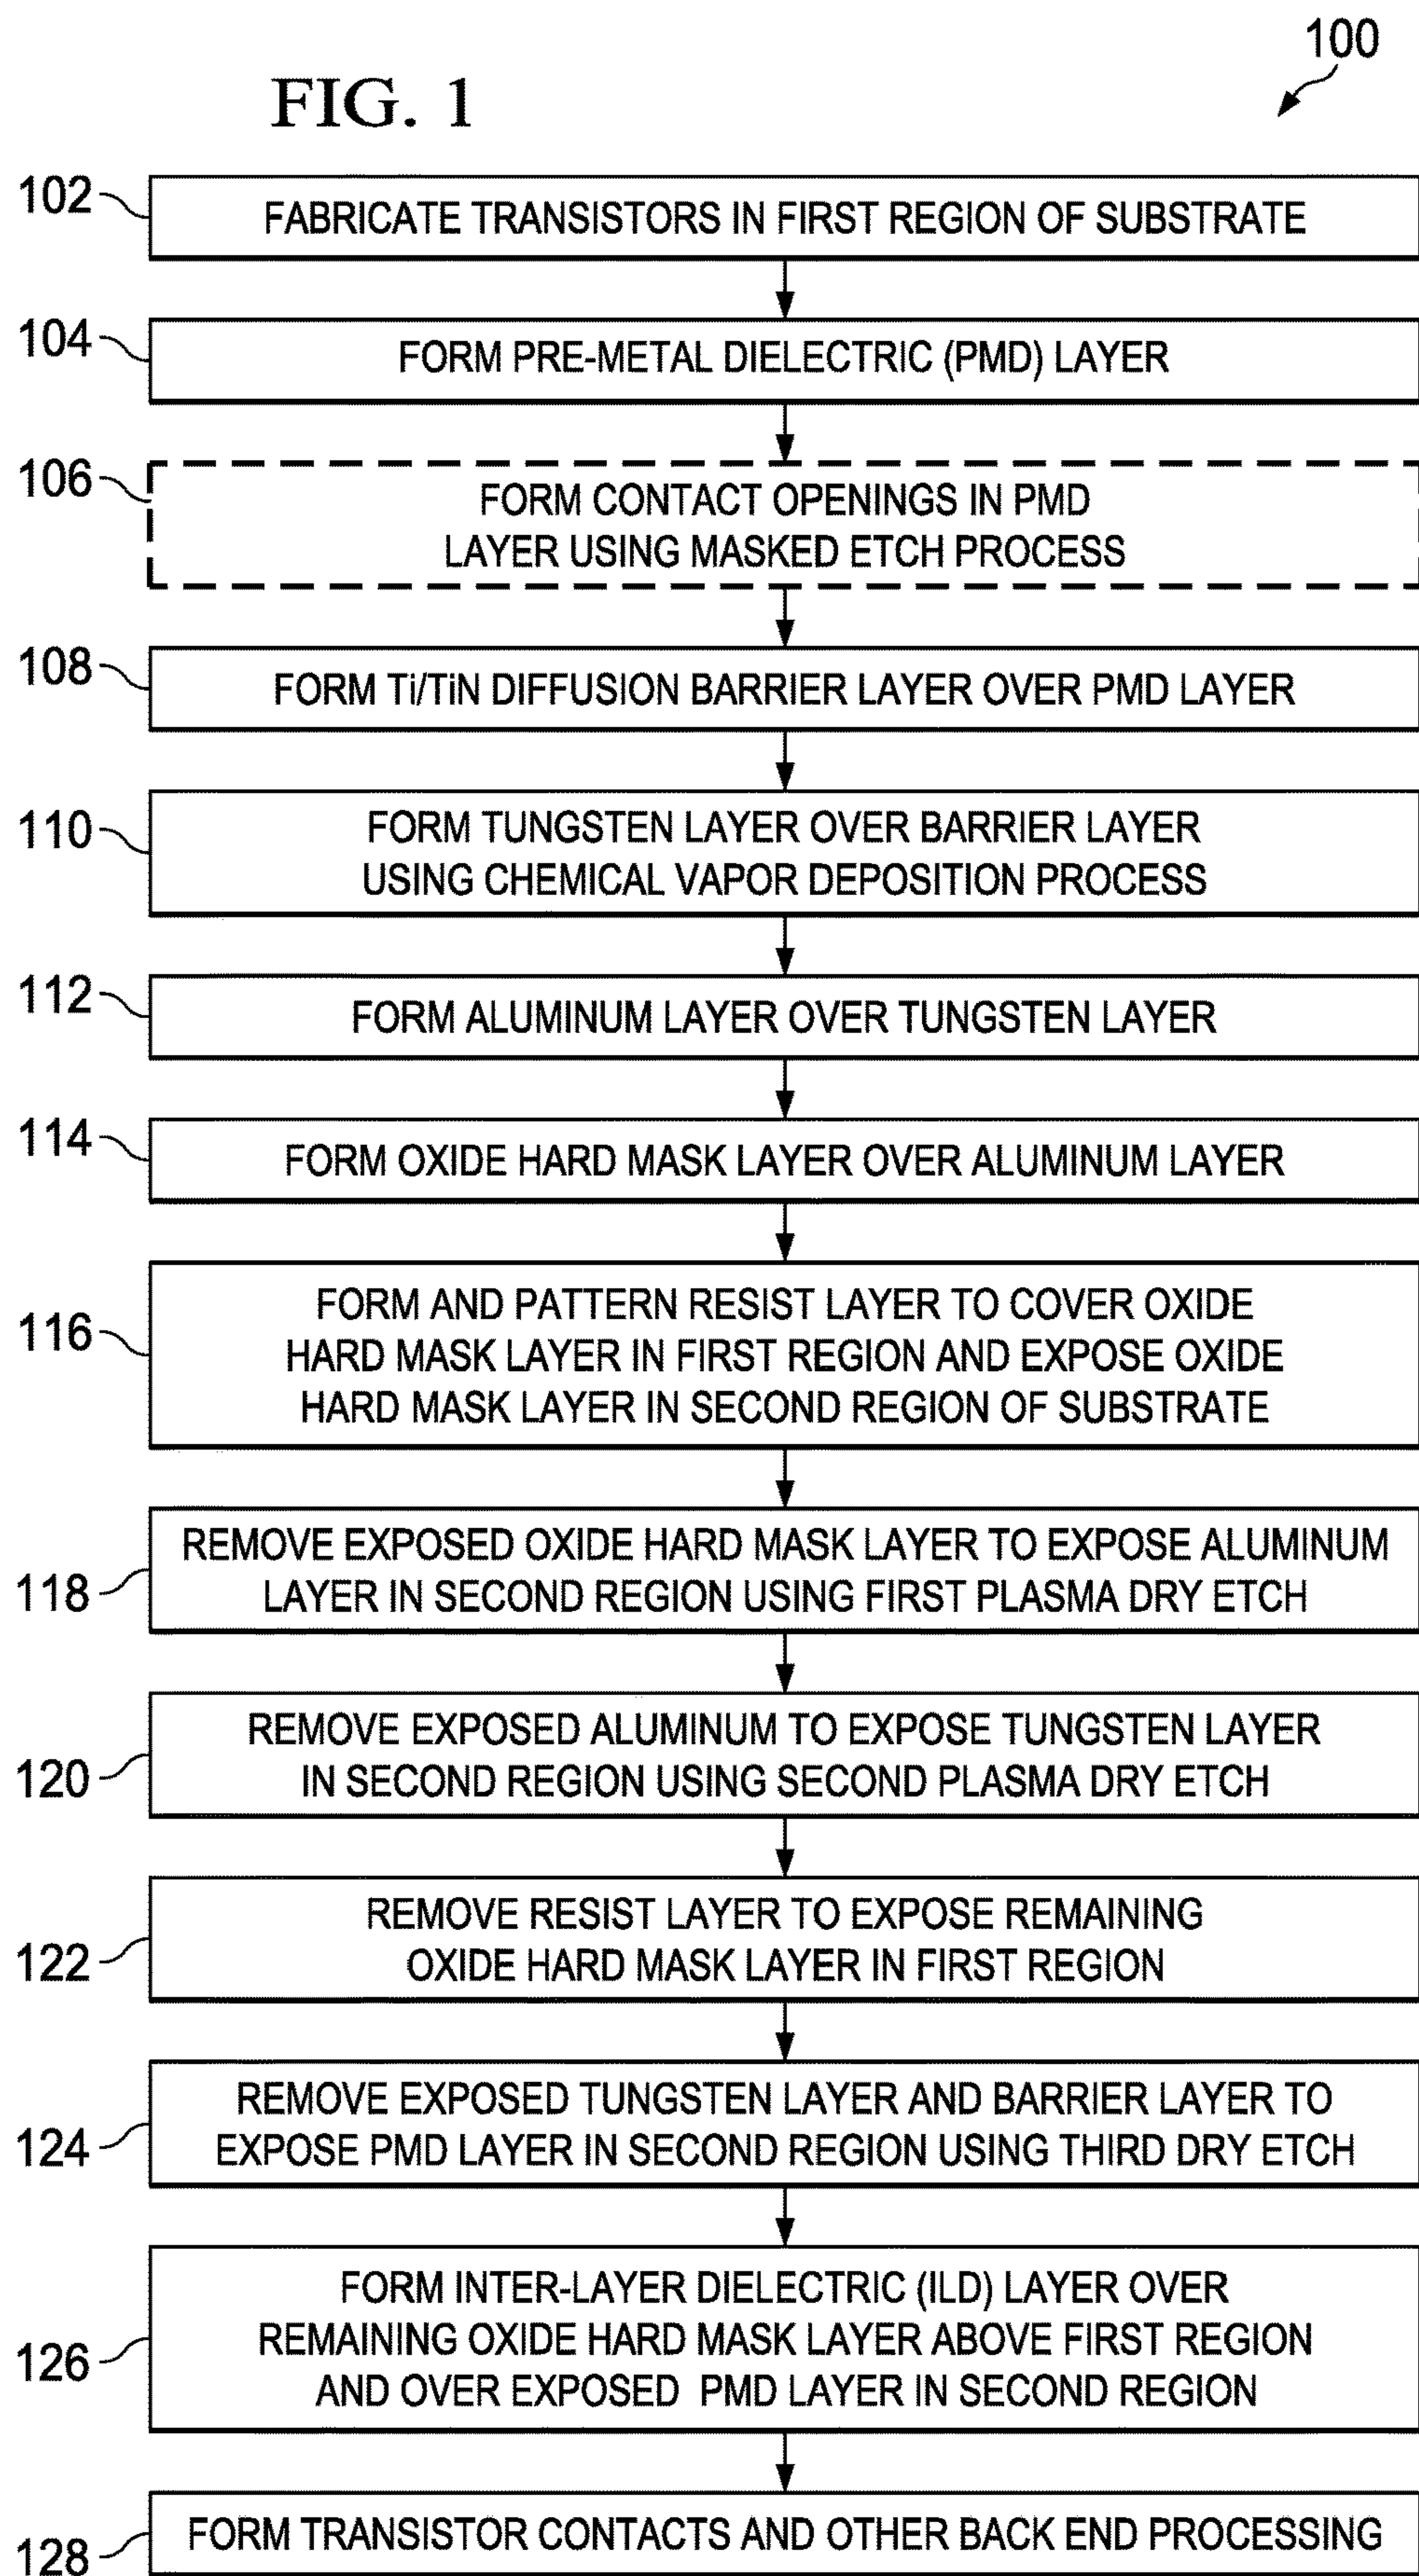 100
FIG. 1
102
FABRICATE TRANSISTORS IN FIRST REGION OF SUBSTRATE
104
FORM PRE-METAL DIELECTRIC (PMD) LAYER
106
FORM CONTACT OPENINGS IN PMD
LAYER USING MASKED ETCH PROCESS
108
FORM Ti/TiN DIFFUSION BARRIER LAYER OVER PMD LAYER
110
FORM TUNGSTEN LAYER OVER BARRIER LAYER
USING CHEMICAL VAPOR DEPOSITION PROCESS
112
FORM ALUMINUM LAYER OVER TUNGSTEN LAYER
114
FORM OXIDE HARD MASK LAYER OVER ALUMINUM LAYER
116
FORM AND PATTERN RESIST LAYER TO COVER OXIDE
HARD MASK LAYER IN FIRST REGION AND EXPOSE OXIDE
HARD MASK LAYER IN SECOND REGION OF SUBSTRATE
118
REMOVE EXPOSED OXIDE HARD MASK LAYER TO EXPOSE ALUMINUM
LAYER IN SECOND REGION USING FIRST PLASMA DRY ETCH
120
REMOVE EXPOSED ALUMINUM TO EXPOSE TUNGSTEN LAYER
IN SECOND REGION USING SECOND PLASMA DRY ETCH
122
REMOVE RESIST LAYER TO EXPOSE REMAINING
OXIDE HARD MASK LAYER IN FIRST REGION
124
REMOVE EXPOSED TUNGSTEN LAYER AND BARRIER LAYER TO
EXPOSE PMD LAYER IN SECOND REGION USING THIRD DRY ETCH
126
FORM INTER-LAYER DIELECTRIC (ILD) LAYER OVER
REMAINING OXIDE HARD MASK LAYER ABOVE FIRST REGION
AND OVER EXPOSED PMD LAYER IN SECOND REGION
128
FORM TRANSISTOR CONTACTS AND OTHER BACK END PROCESSING